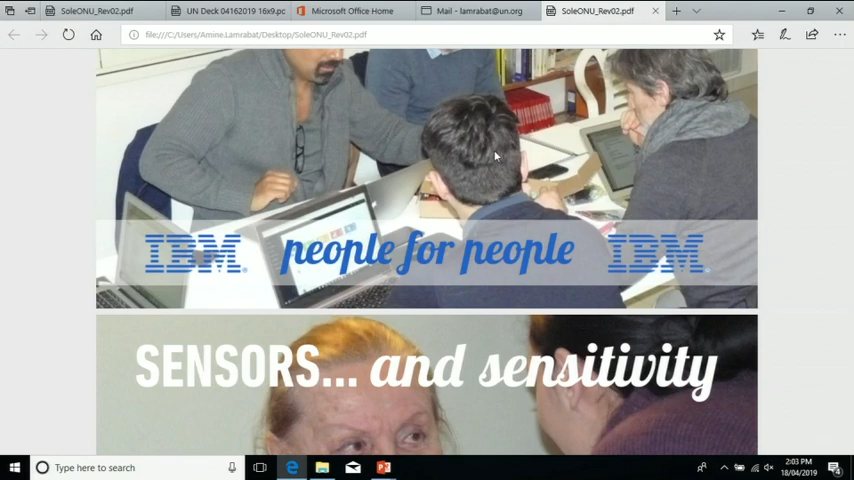 SoleONU_Rev02.pdf
UN Deck 04162019 16x9.pc
Microsoft Office Home
Mail - lamrabat@un.org
SoleONU_Rev02.pdf
file:///C:/Users/Amine.Lamrabat/Desktop/SoleONU_Rev02.pdf
IBM people for people IBM
SENSORS... and sensitivity
Type here to search
2:03 PM
18/04/2019
4